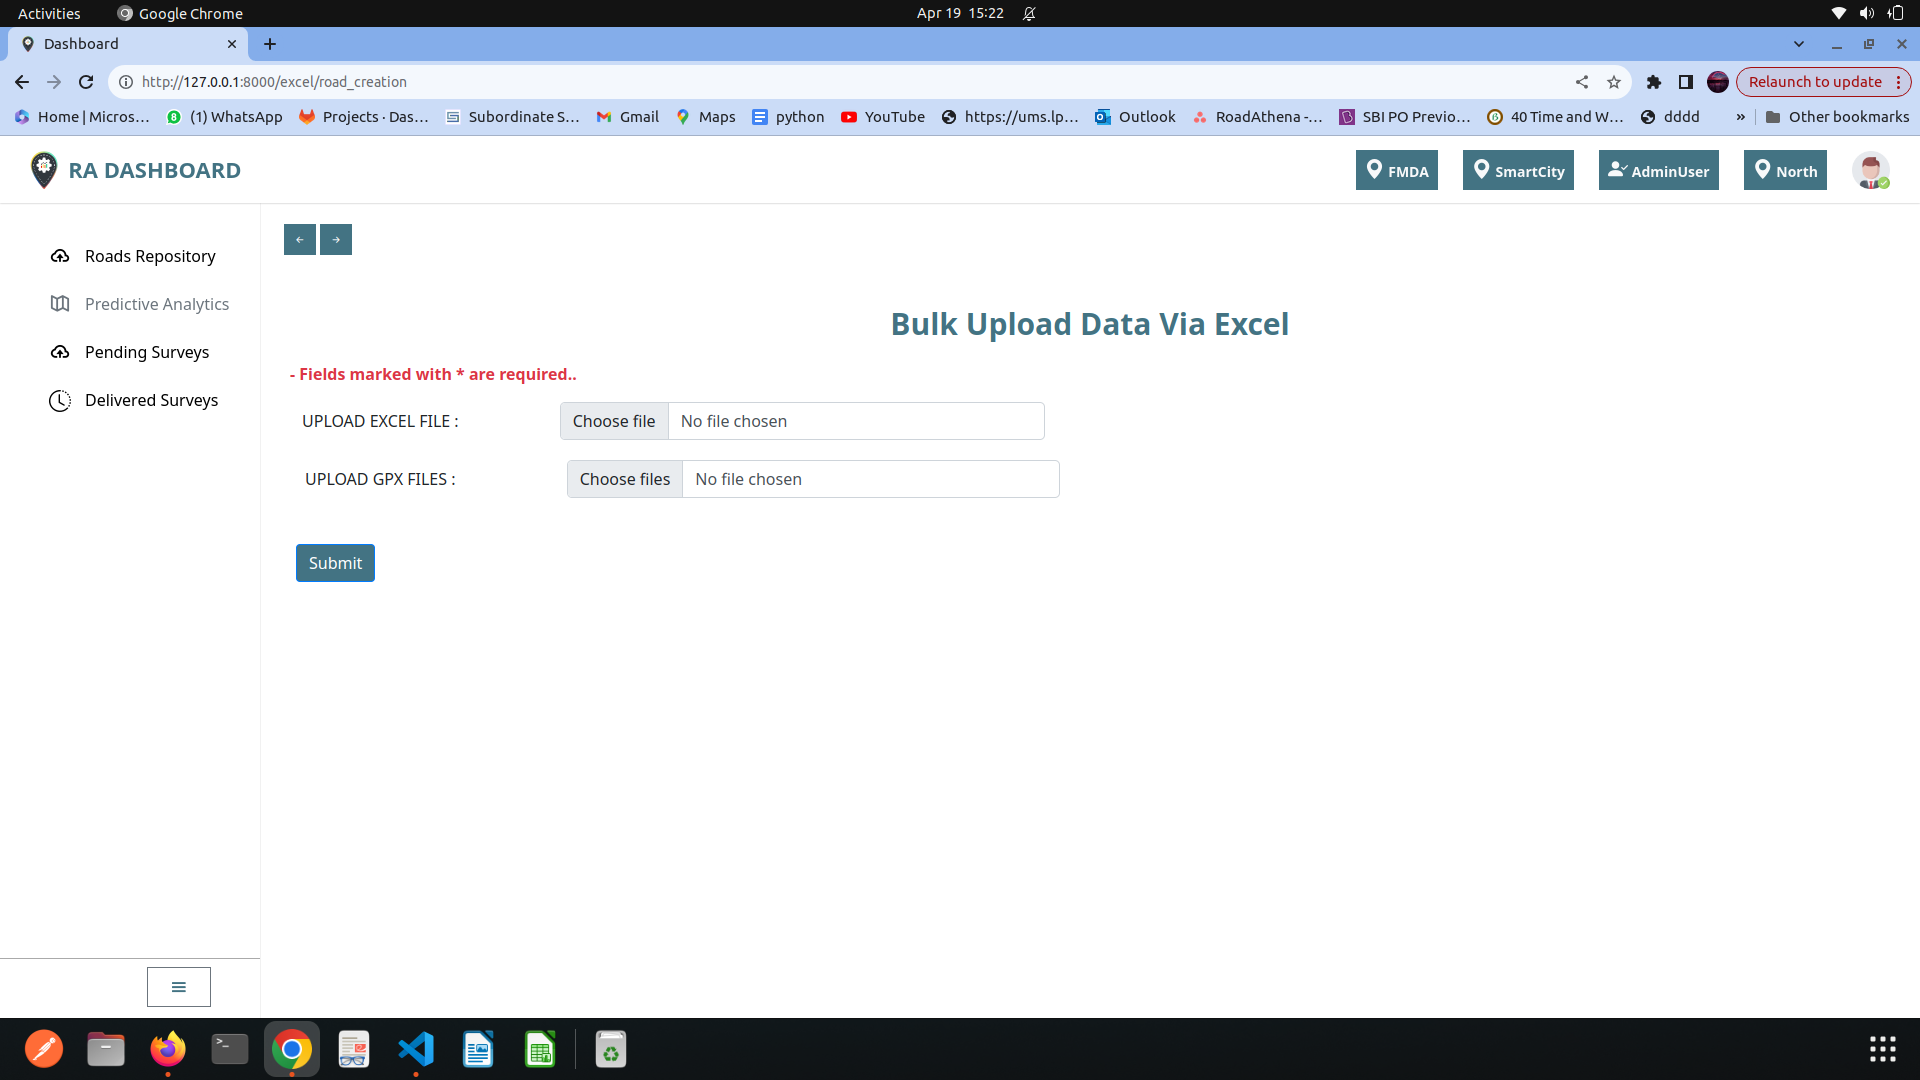 Activities Google Chrome Apr 19 15:22
Dashboard
http://127.0.0.1:8000/excel/road_creation Relaunch to update
Home | Micros… (1) WhatsApp Projects · Das… Subordinate S… Gmail Maps python YouTube https://ums.lp… Outlook RoadAthena -… SBI PO Previo… 40 Time and W… dddd » Other bookmarks
RA DASHBOARD FMDA SmartCity AdminUser North
Roads Repository
Predictive Analytics
Pending Surveys
Delivered Surveys
Bulk Upload Data Via Excel
- Fields marked with * are required..
UPLOAD EXCEL FILE : Choose file No file chosen
UPLOAD GPX FILES : Choose files No file chosen
Submit